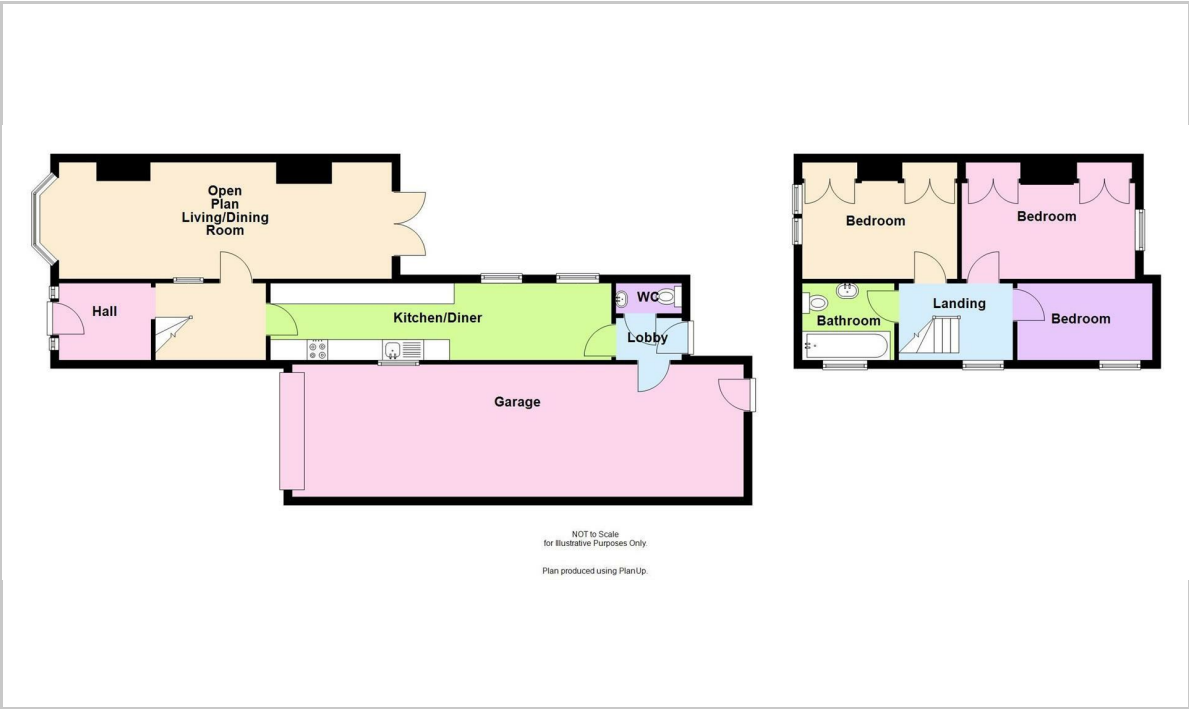 Open
Plan
Living/Dining
Room
Hall
Kitchen/Diner
WC
Lobby
Garage
Bedroom
Bedroom
Bathroom
Landing
Bedroom
NOT to Scale
for Illustrative Purposes Only.
Plan produced using PlanUp.